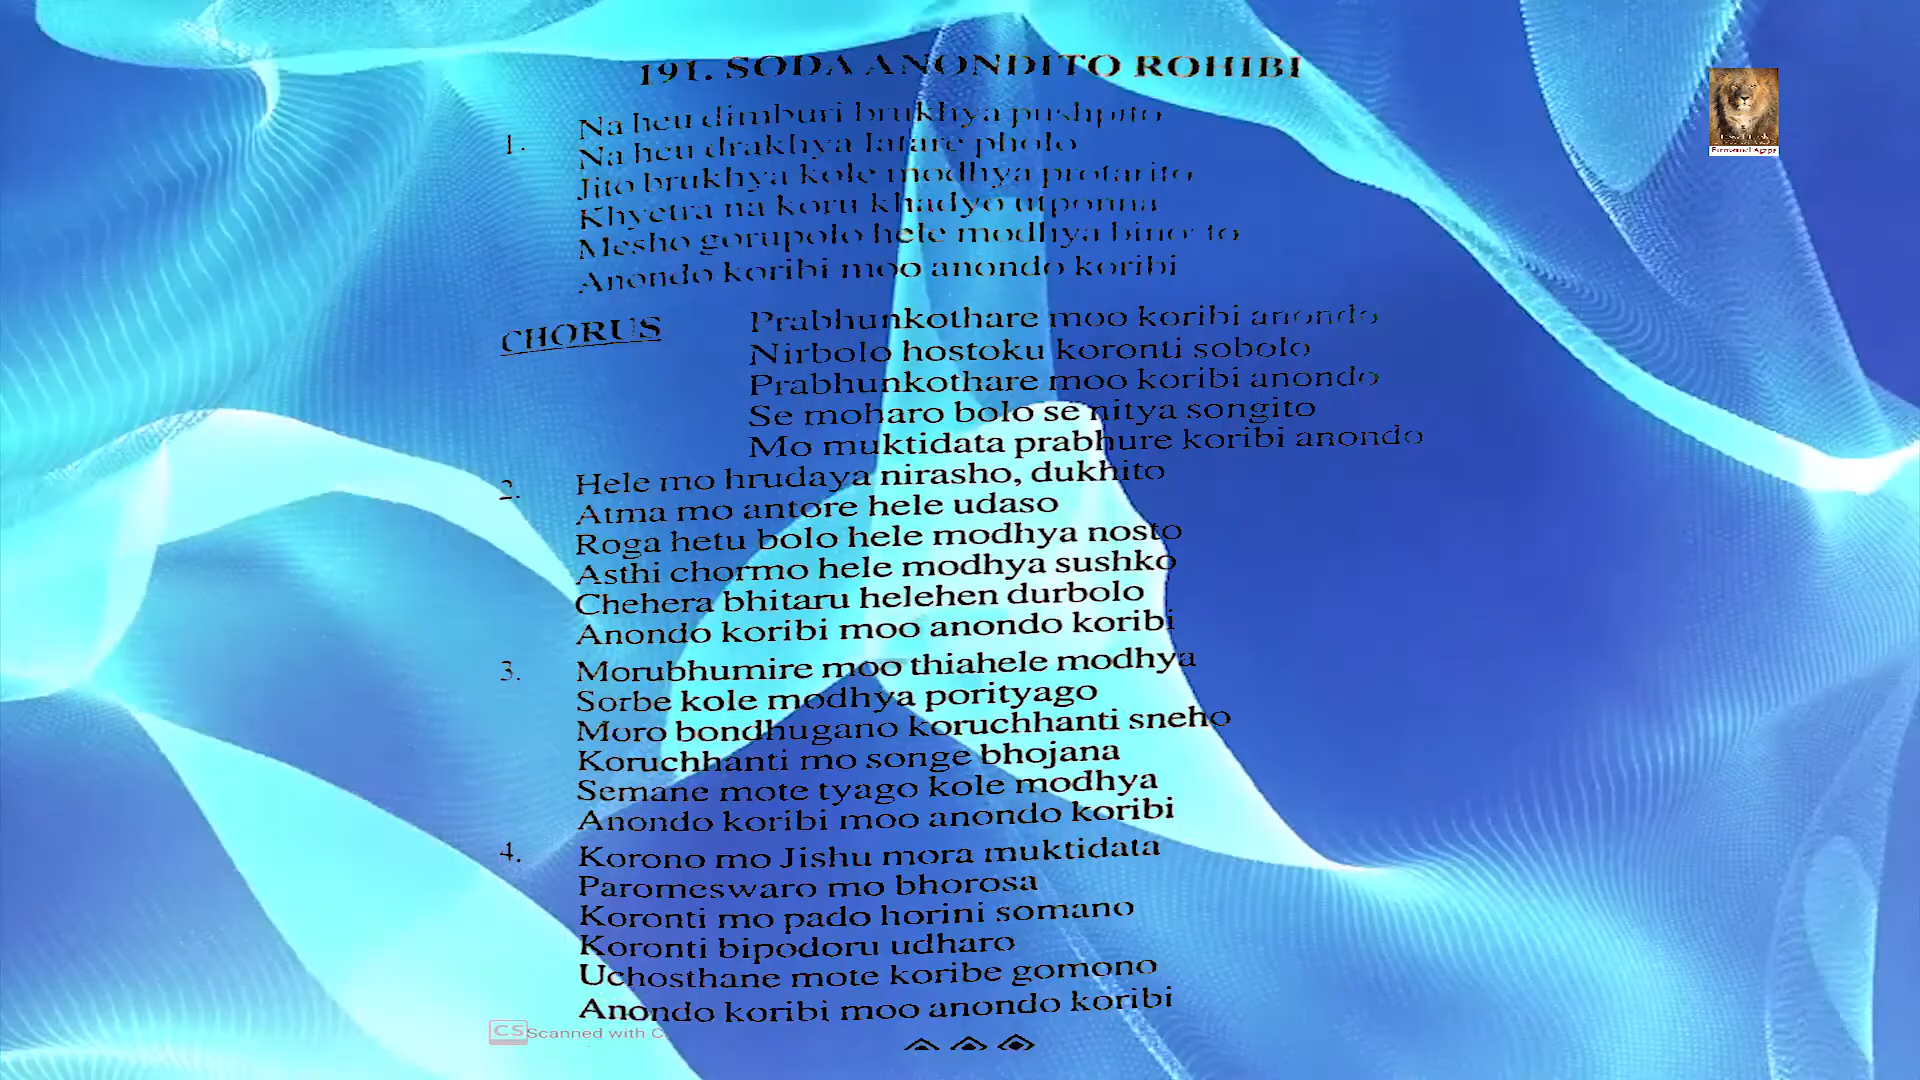 191. SODA ANONDITO ROHIBI
1. Na heu dimburi brukhya pushpito
Na heu drakhya latare pholo
Jito brukhya kole modhya protarito
Khyetra na koru khadyo utponna
Mesho gorupolo hele modhya
Anondo koribi moo anondo koribi
CHORUS Prabhunkothare moo koribi anondo
Nirbolo hostoku koronti sobolo
Prabhunkothare moo koribi anondo
Se moharo bolo se nitya songito
Mo muktidata prabhure koribi anondo
2. Hele mo hrudaya nirasho, dukhito
Atma mo antore hele udaso
Roga hetu bolo hele modhya nosto
Asthi chormo hele modhya sushko
Chehera bhitaru helehen durbolo
Anondo koribi moo anondo koribi
3. Morubhumire moo thiahele modhya
Sorbe kole modhya porityago
Moro bondhugano koruchhanti sneho
Koruchhanti mo songe bhojana
Semane mote tyago kole modhya
Anondo koribi moo anondo koribi
4. Korono mo Jishu mora muktidata
Paromeswaro mo bhorosa
Koronti mo pado horini somano
Koronti bipodoru udharo
Uchosthane mote koribe gomono
Anondo koribi moo anondo koribi
CS Scanned with C